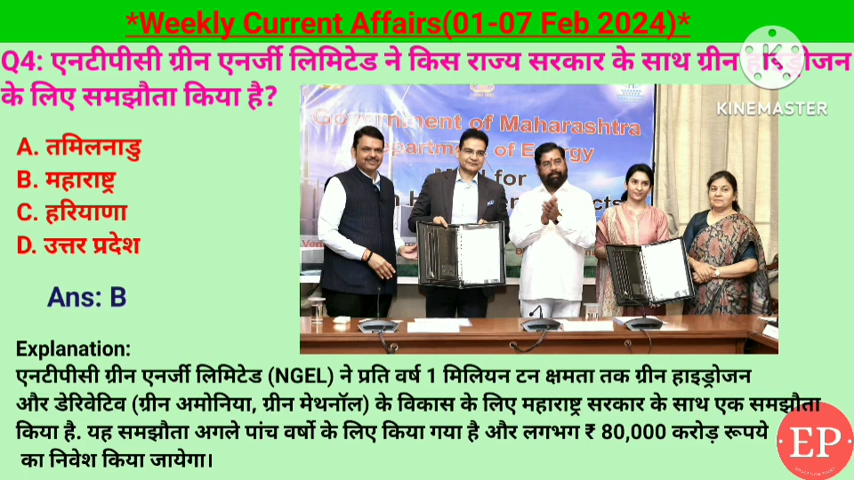 *Weekly Current Affairs(01-07 Feb 2024)*
Q4: एनटीपीसी ग्रीन एनर्जी लिमिटेड ने किस राज्य सरकार के साथ ग्रीन हाइड्रोजन
के लिए समझौता किया है?
KINEMASTER
A. तमिलनाडु
B. महाराष्ट्र
C. हरियाणा
D. उत्तर प्रदेश
Ans: B
Government of Maharashtra
Department of Energy
for
Explanation:
एनटीपीसी ग्रीन एनर्जी लिमिटेड (NGEL) ने प्रति वर्ष 1 मिलियन टन क्षमता तक ग्रीन हाइड्रोजन
और डेरिवेटिव (ग्रीन अमोनिया, ग्रीन मेथनॉल) के विकास के लिए महाराष्ट्र सरकार के साथ एक समझौता
किया है. यह समझौता अगले पांच वर्षो के लिए किया गया है और लगभग ₹ 80,000 करोड़ रूपये
का निवेश किया जायेगा।
EP